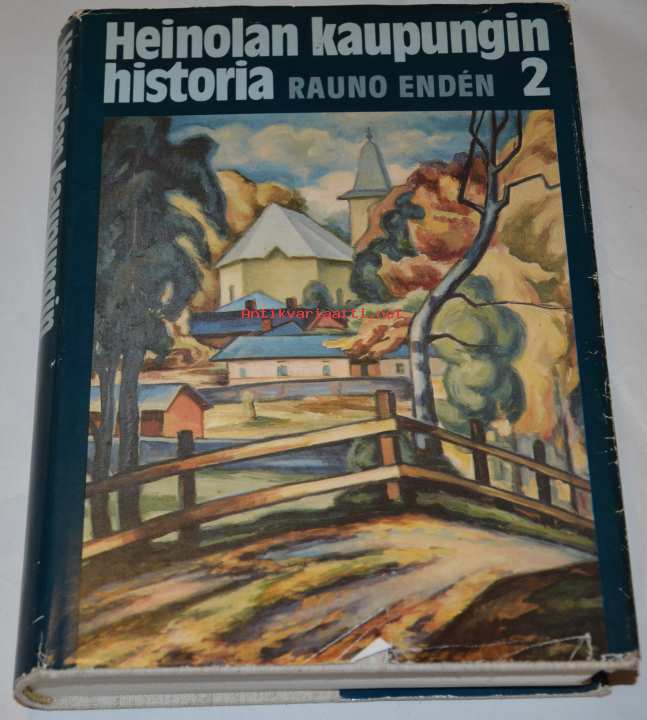 Heinolan kaupungin
historia RAUNO ENDÉN 2
Heinolan kaupungin
Antikvariaatti.net